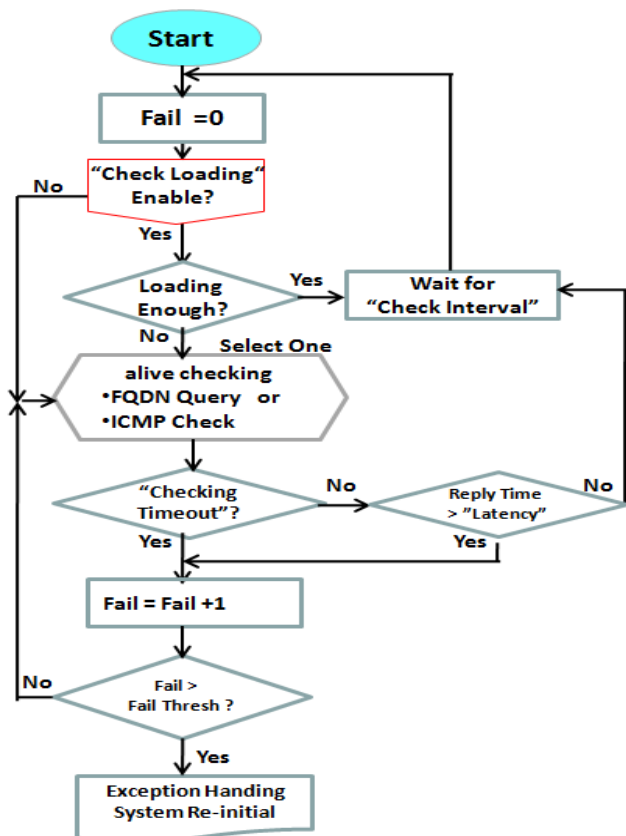 Start
Fail =0
“Check Loading“
Enable?
No
Yes
Loading
Enough?
Yes
Wait for
“Check Interval”
No
Select One
alive checking
•FQDN Query or
•ICMP Check
“Checking
Timeout”?
No
Reply Time
> ”Latency”
No
Yes
Yes
Fail = Fail +1
No
Fail >
Fail Thresh ?
Yes
Exception Handing
System Re-initial